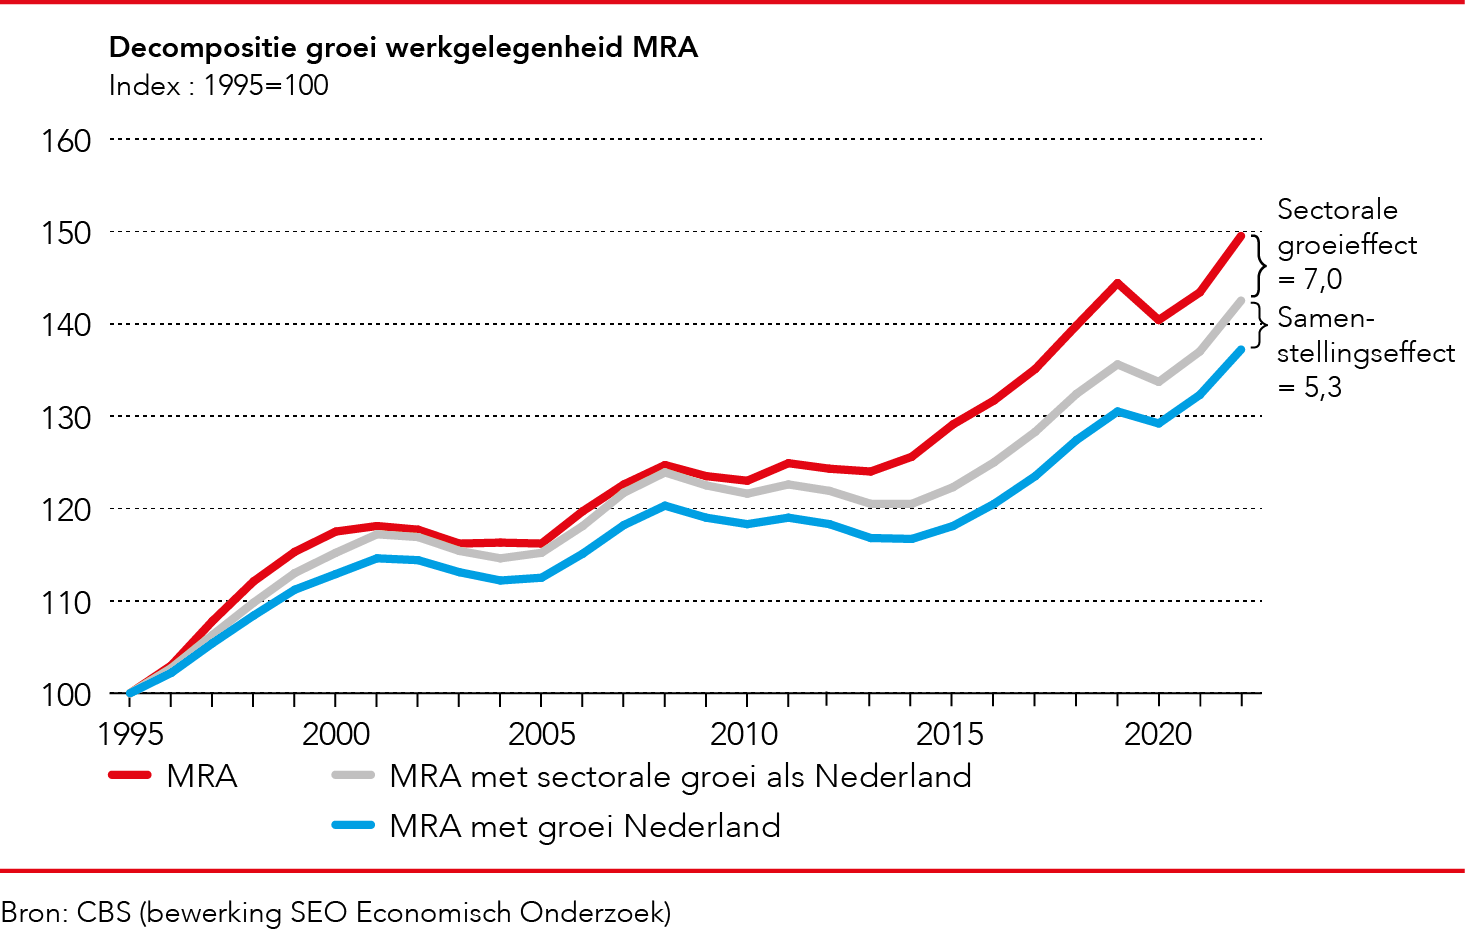 Decompositie groei werkgelegenheid MRA
Index : 1995=100
160
150
140
130
120
110
100
Sectorale
groeieffect
= 7,0
Samen-
stellingseffect
= 5,3
1995 2000 2005 2010 2015 2020
MRA MRA met sectorale groei als Nederland
MRA met groei Nederland
Bron: CBS (bewerking SEO Economisch Onderzoek)